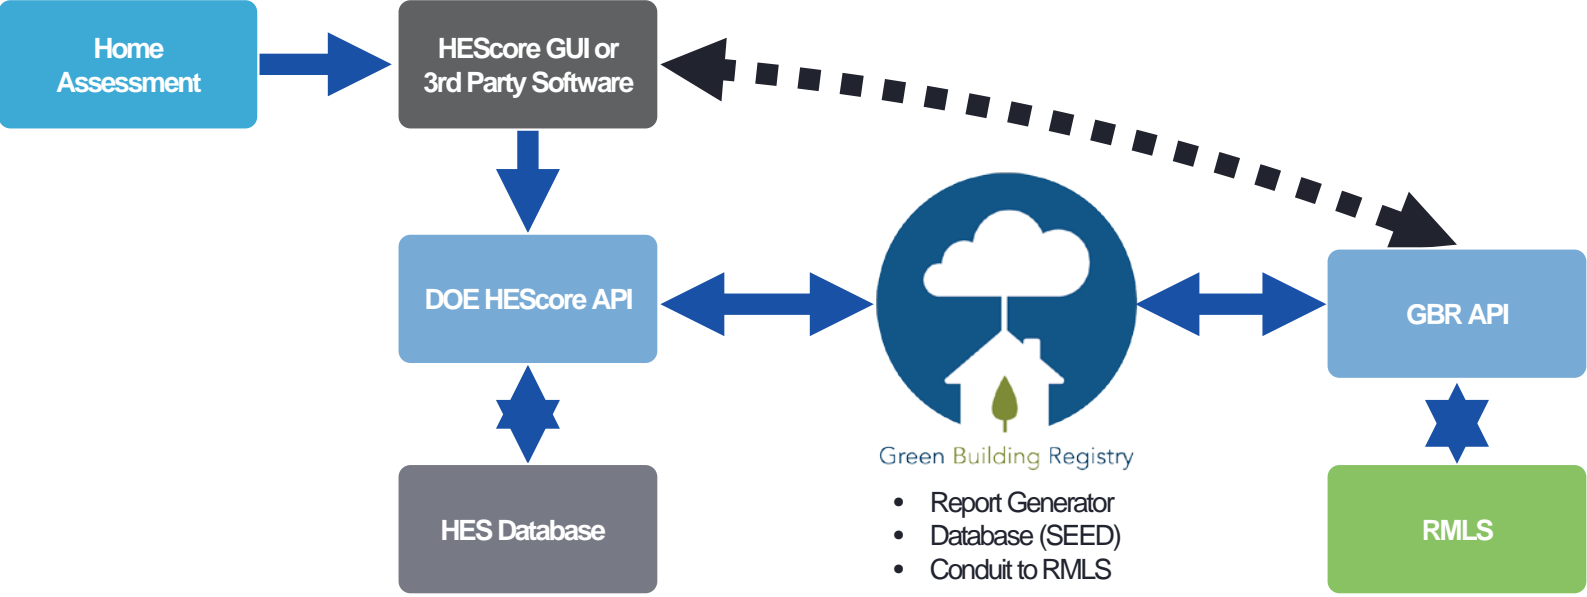 Home
Assessment
HEScore GUI or
3rd Party Software
DOE HEScore API
GBR API
Green Building Registry
• Report Generator
• Database (SEED)
• Conduit to RMLS
HES Database
RMLS